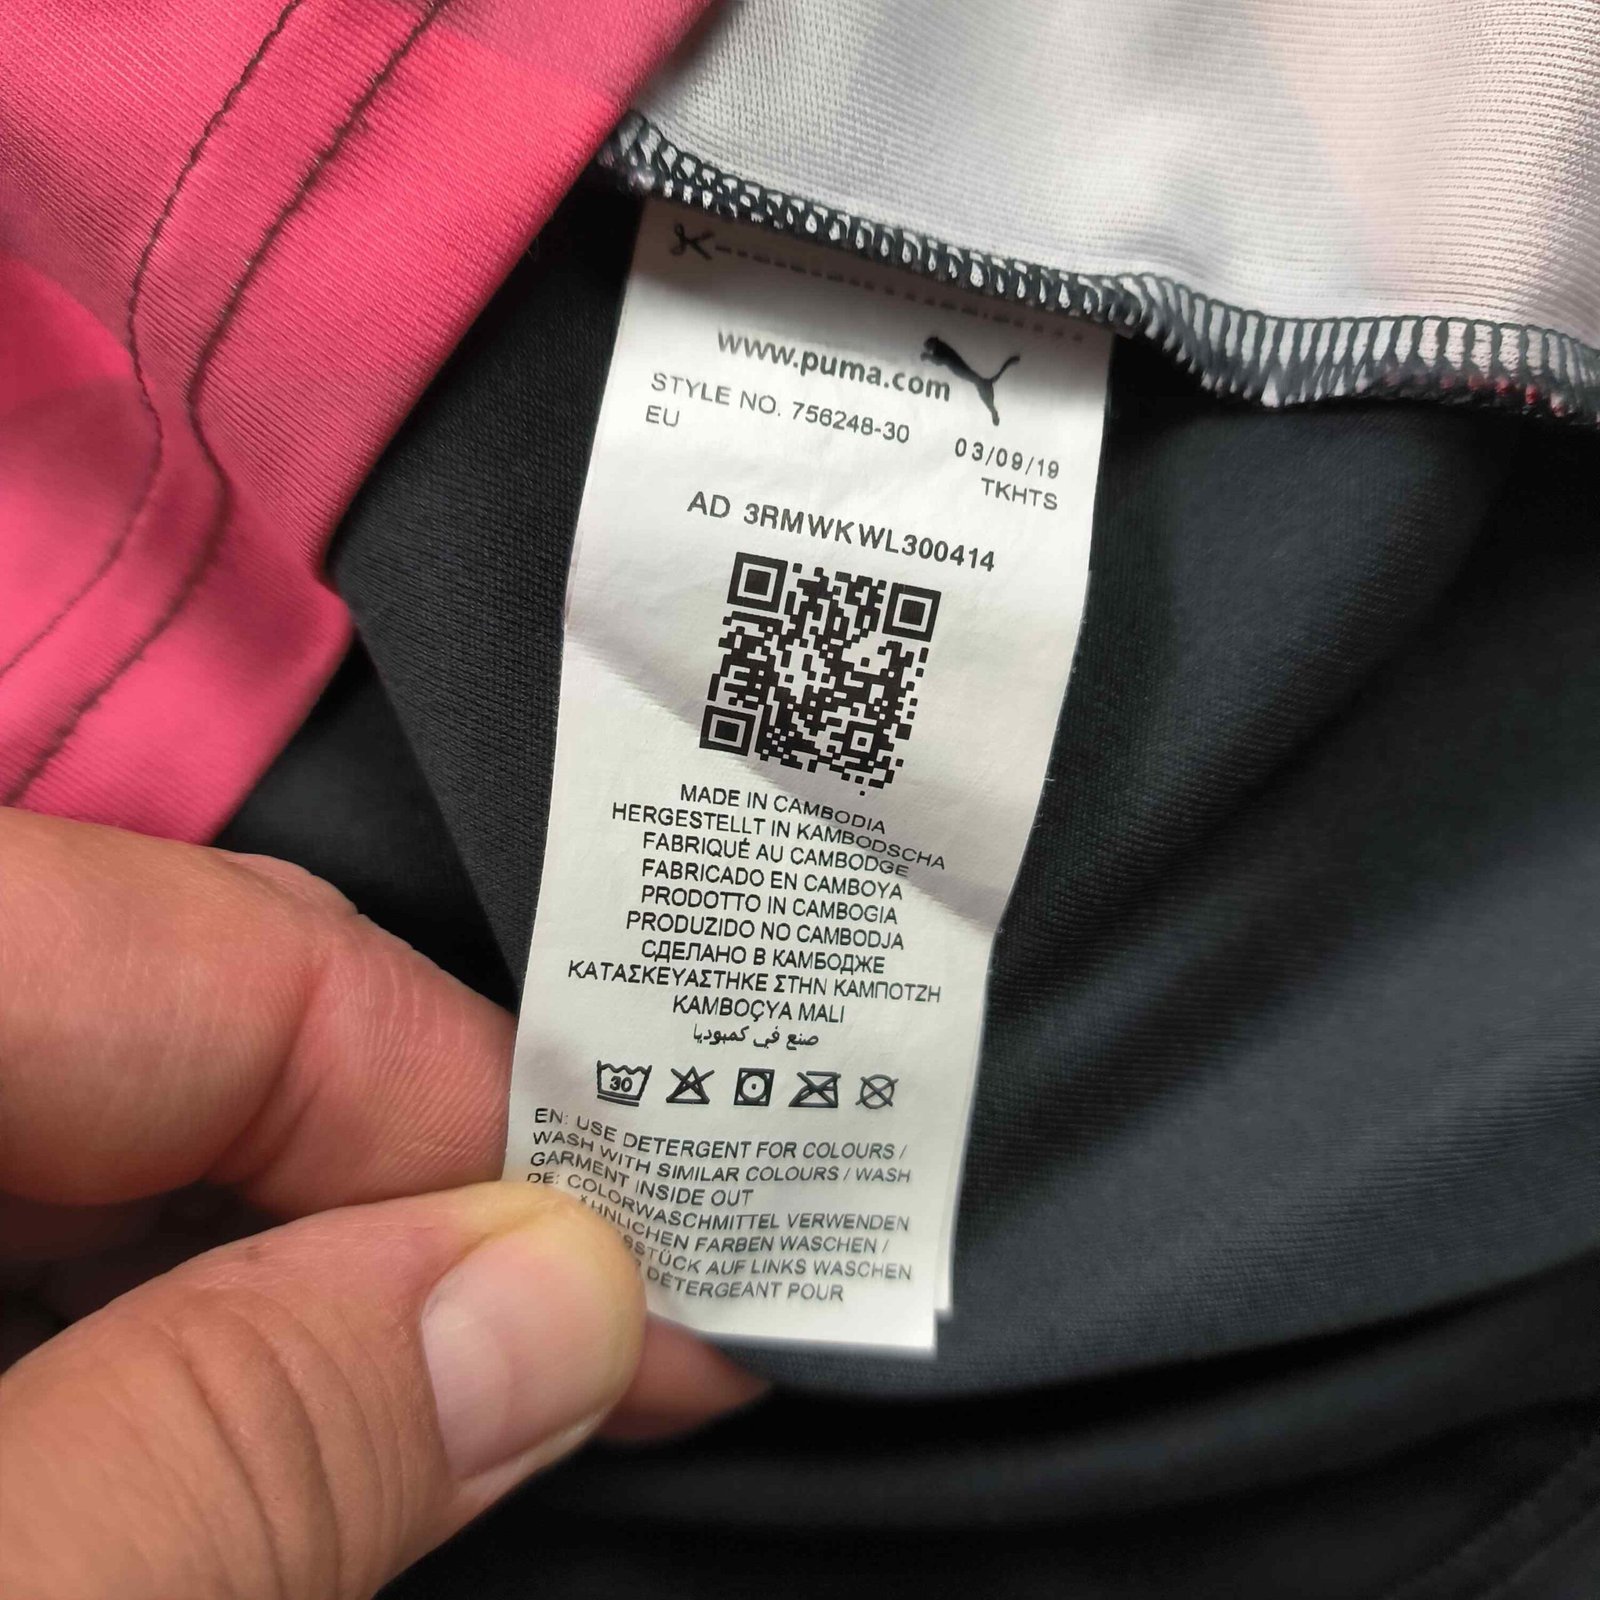 www.puma.com
STYLE NO. 756248-30
EU
03/09/19
TKHTS
AD 3RMWKWL300414
MADE IN CAMBODIA
HERGESTELLT IN KAMBODSCHA
FABRIQUÉ AU CAMBODGE
FABRICADO EN CAMBOYA
PRODOTTO IN CAMBOGIA
PRODUZIDO NO CAMBODJA
СДЕЛАНО В КАМБОДЖЕ
ΚΑΤΑΣΚΕΥΑΣΤΗΚΕ ΣΤΗΝ ΚΑΜΠΟΤΖΗ
KAMBOÇYA MALI
صنع في كمبوديا
30
EN: USE DETERGENT FOR COLOURS /
WASH WITH SIMILAR COLOURS / WASH
GARMENT INSIDE OUT
DE: COLORWASCHMITTEL VERWENDEN
FARBEN WASCHEN /
AUF LINKS WASCHEN
DÉTERGEANT POUR